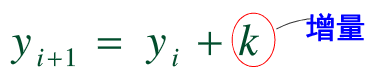 y_{i+1} = y_i + k 增量